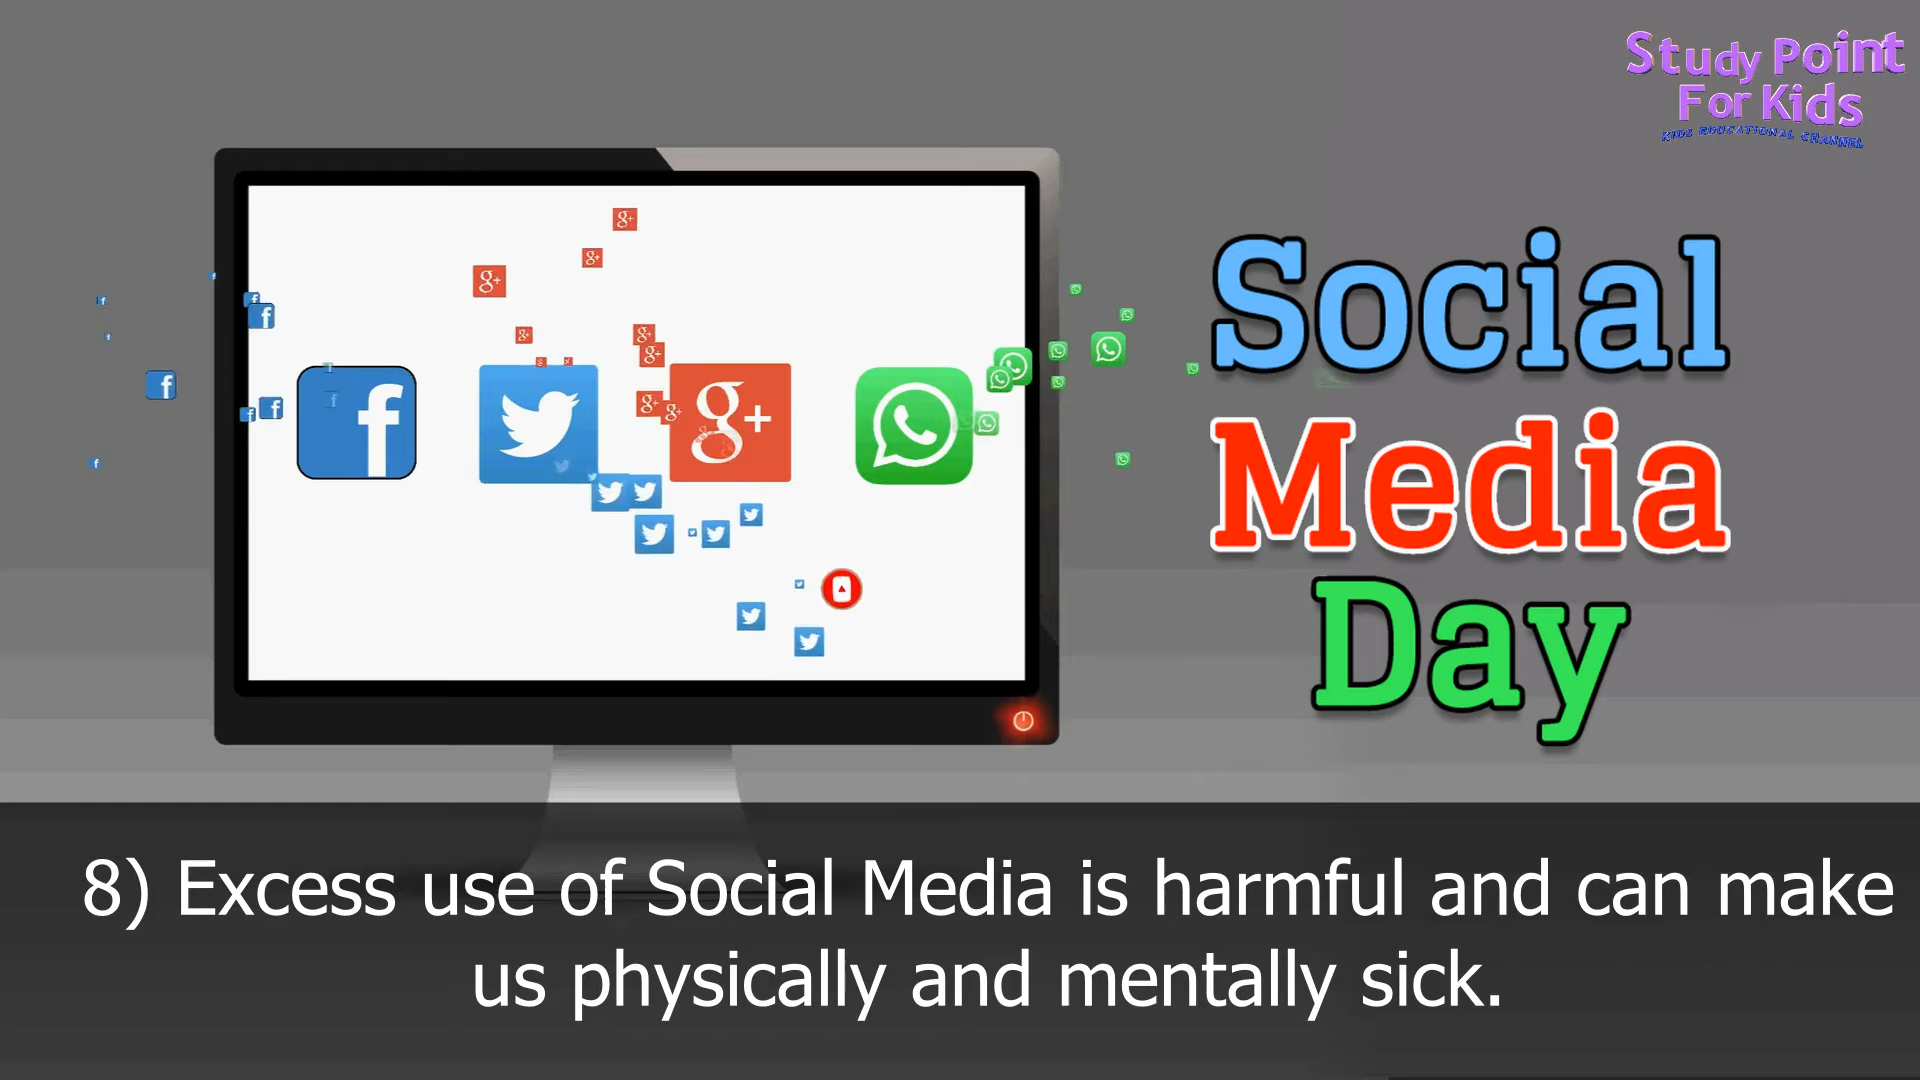 Study Point
For Kids
KIDS EDUCATIONAL CHANNEL
Social
Media
Day
8) Excess use of Social Media is harmful and can make
us physically and mentally sick.